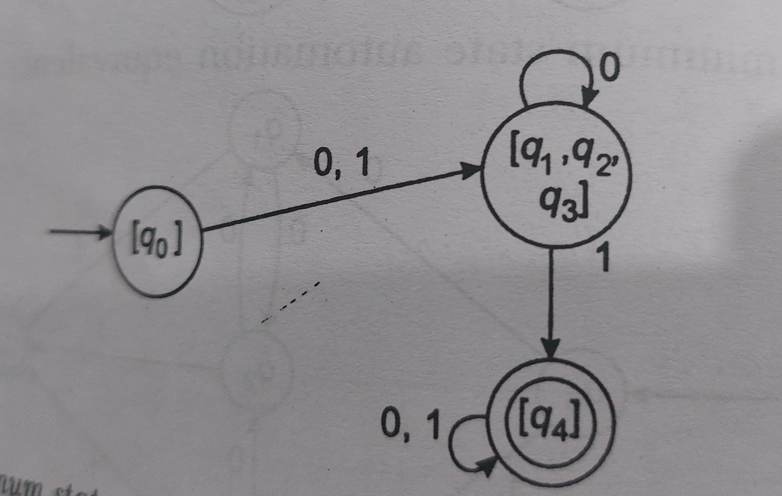 0
[q1, q2,
q3]
0, 1
[q0]
1
0, 1
[q4]